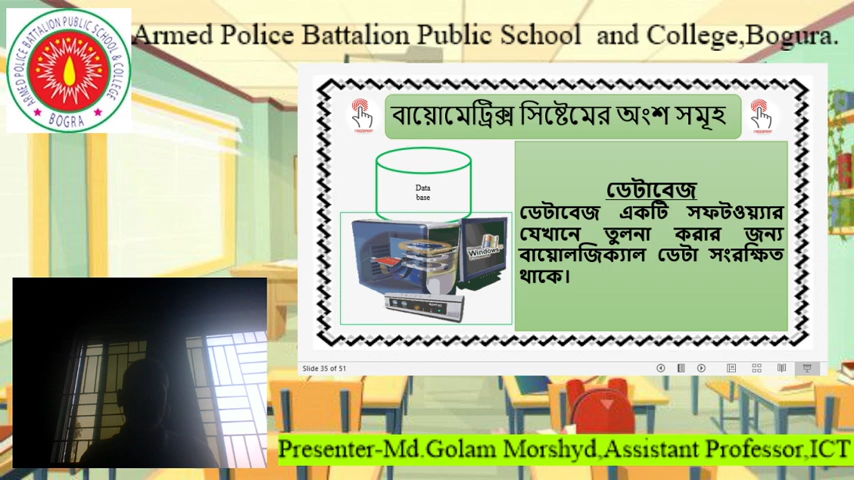 Armed Police Battalion Public School and College,Bogura.
ARMED POLICE BATTALION PUBLIC SCHOOL & COLLEGE
BOGRA
বায়োমেট্রিক্স সিস্টেমের অংশ সমূহ
Data
base
Windows
ডেটাবেজ
ডেটাবেজ একটি সফটওয়্যার
যেখানে তুলনা করার জন্য
বায়োলজিক্যাল ডেটা সংরক্ষিত
থাকে।
Slide 35 of 51
Presenter-Md.Golam Morshyd,Assistant Professor,ICT